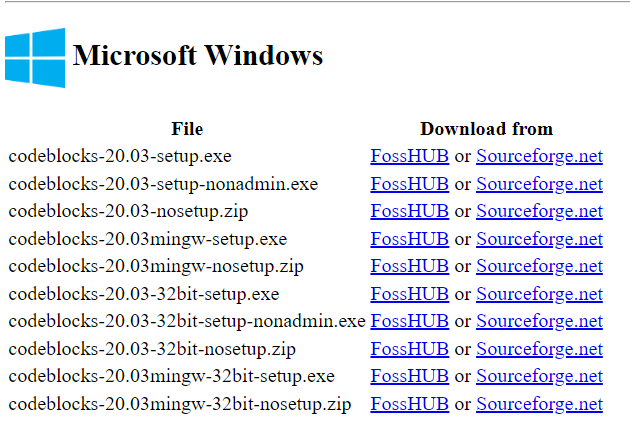 Microsoft Windows
File Download from
codeblocks-20.03-setup.exe FossHUB or Sourceforge.net
codeblocks-20.03-setup-nonadmin.exe FossHUB or Sourceforge.net
codeblocks-20.03-nosetup.zip FossHUB or Sourceforge.net
codeblocks-20.03mingw-setup.exe FossHUB or Sourceforge.net
codeblocks-20.03mingw-nosetup.zip FossHUB or Sourceforge.net
codeblocks-20.03-32bit-setup.exe FossHUB or Sourceforge.net
codeblocks-20.03-32bit-setup-nonadmin.exe FossHUB or Sourceforge.net
codeblocks-20.03-32bit-nosetup.zip FossHUB or Sourceforge.net
codeblocks-20.03mingw-32bit-setup.exe FossHUB or Sourceforge.net
codeblocks-20.03mingw-32bit-nosetup.zip FossHUB or Sourceforge.net